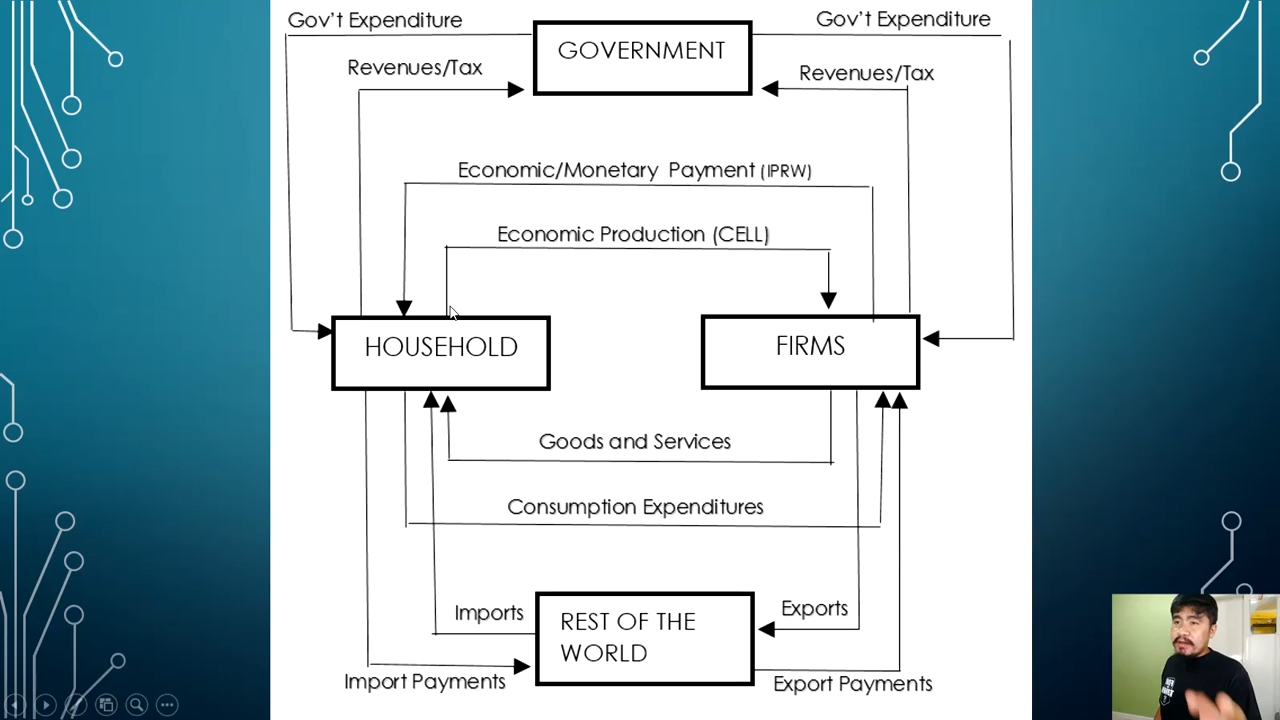 Gov't Expenditure
Gov't Expenditure
GOVERNMENT
Revenues/Tax
Revenues/Tax
Economic/Monetary Payment (IPRW)
Economic Production (CELL)
HOUSEHOLD
FIRMS
Goods and Services
Consumption Expenditures
Imports
REST OF THE
WORLD
Exports
Import Payments
Export Payments